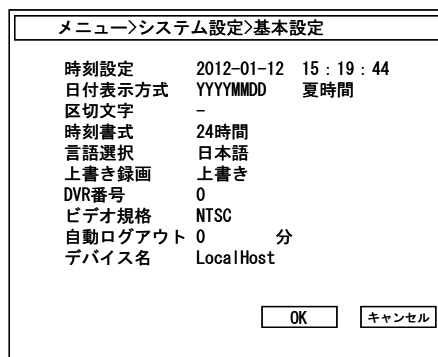 メニュー>システム設定>基本設定
時刻設定 2012-01-12 15：19：44
日付表示方式 YYYYMMDD 夏時間
区切文字 −
時刻書式 24時間
言語選択 日本語
上書き録画 上書き
DVR番号 0
ビデオ規格 NTSC
自動ログアウト 0 分
デバイス名 LocalHost
OK キャンセル